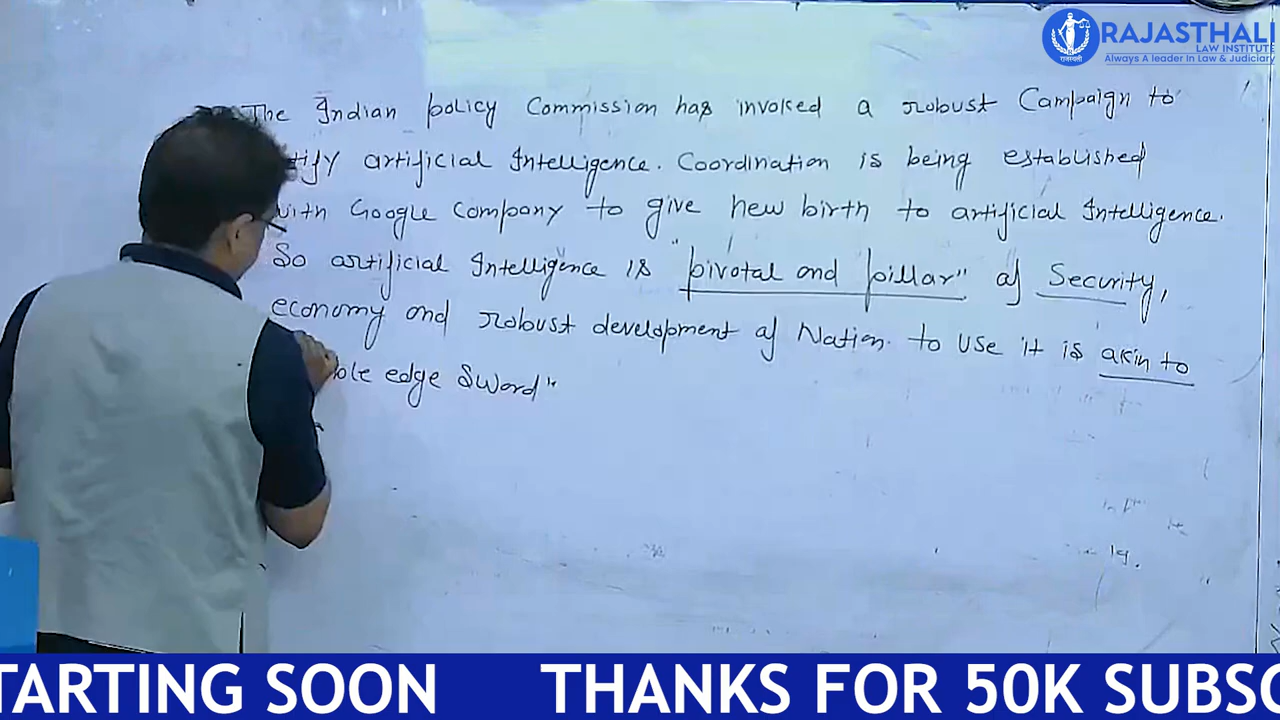 RAJASTHALI
LAW INSTITUTE
Always A leader In Law & Judiciary
राजस्थली
The Indian policy Commission has invoked a robust Campaign to
artificial Intelligence. Coordination is being established
with Google Company to give new birth to artificial Intelligence.
So artificial Intelligence is "pivotal and pillar" of Security,
economy and robust development of Nation. to use it is akin to
edge Sword"
TARTING SOON THANKS FOR 50K SUBSC